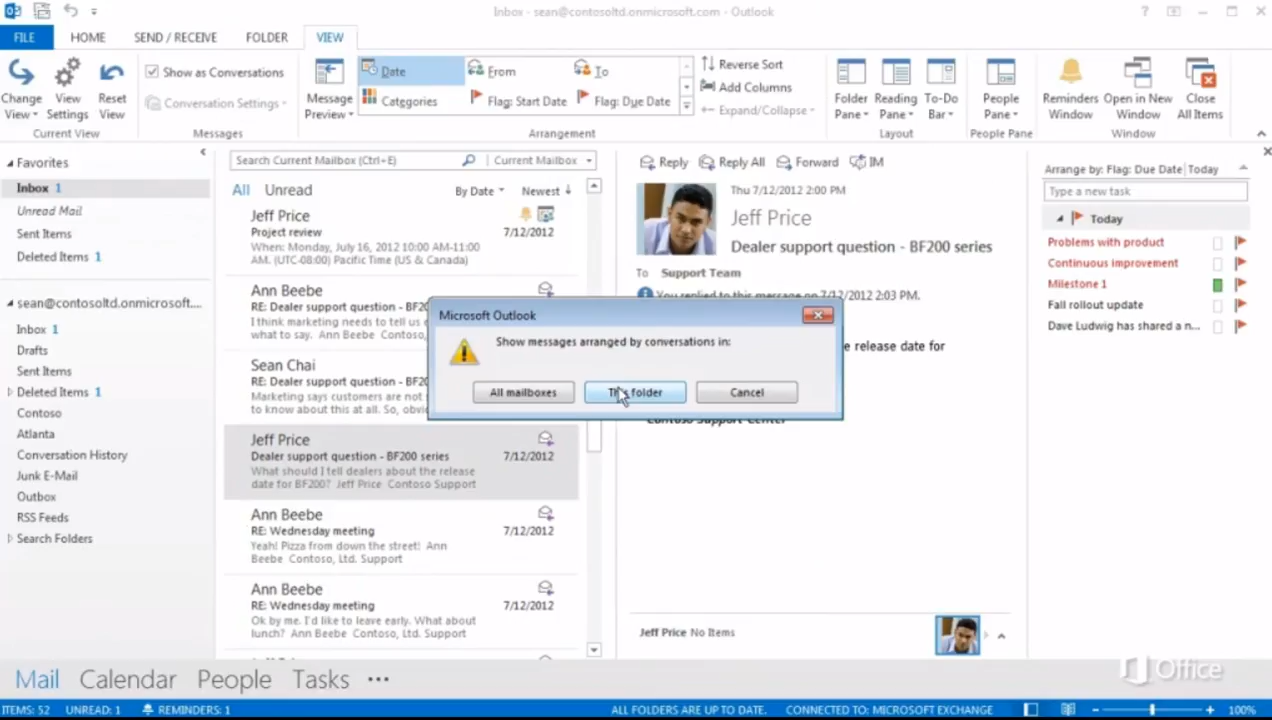 Inbox - sean@contosoltd.onmicrosoft.com - Outlook
FILE HOME SEND / RECEIVE FOLDER VIEW
Change View
View Settings
Reset View
Current View
Show as Conversations
Conversation Settings
Messages
Message Preview
Date From To
Categories Flag: Start Date Flag: Due Date
Reverse Sort
Add Columns
Expand/Collapse
Arrangement
Folder Pane
Reading Pane
To-Do Bar
Layout
People Pane
People Pane
Reminders Window
Open in New Window
Close All Items
Window
Favorites
Inbox 1
Unread Mail
Sent Items
Deleted Items 1
sean@contosoltd.onmicrosoft....
Inbox 1
Drafts
Sent Items
Deleted Items 1
Contoso
Atlanta
Conversation History
Junk E-Mail
Outbox
RSS Feeds
Search Folders
Search Current Mailbox (Ctrl+E) Current Mailbox
All Unread By Date Newest
Jeff Price
Project review 7/12/2012
When: Monday, July 16, 2012 10:00 AM-11:00
AM. (UTC-08:00) Pacific Time (US & Canada)
Ann Beebe
RE: Dealer support question - BF20
I think marketing needs to tell us
what to say. Ann Beebe Contoso,
Sean Chai
RE: Dealer support question - BF20
Marketing says customers are not
to know about this at all. So, obvi
Jeff Price
Dealer support question - BF200 series 7/12/2012
What should I tell dealers about the release
date for BF200? Jeff Price Contoso Support
Ann Beebe
RE: Wednesday meeting 7/12/2012
Yeah! Pizza from down the street! Ann
Beebe Contoso, Ltd. Support
Ann Beebe
RE: Wednesday meeting 7/12/2012
Ok by me. I'd like to leave early. What about
lunch? Ann Beebe Contoso, Ltd. Support
Reply Reply All Forward IM
Thu 7/12/2012 2:00 PM
Jeff Price
Dealer support question - BF200 series
To Support Team
You replied to this message on 7/12/2012 2:03 PM.
e release date for
Contoso Support Center
Jeff Price No Items
Microsoft Outlook
Show messages arranged by conversations in:
All mailboxes This folder Cancel
Arrange by: Flag: Due Date Today
Type a new task
Today
Problems with product
Continuous improvement
Milestone 1
Fall rollout update
Dave Ludwig has shared a n...
Office
Mail Calendar People Tasks ...
ITEMS: 52 UNREAD: 1 REMINDERS: 1 ALL FOLDERS ARE UP TO DATE. CONNECTED TO: MICROSOFT EXCHANGE 100%